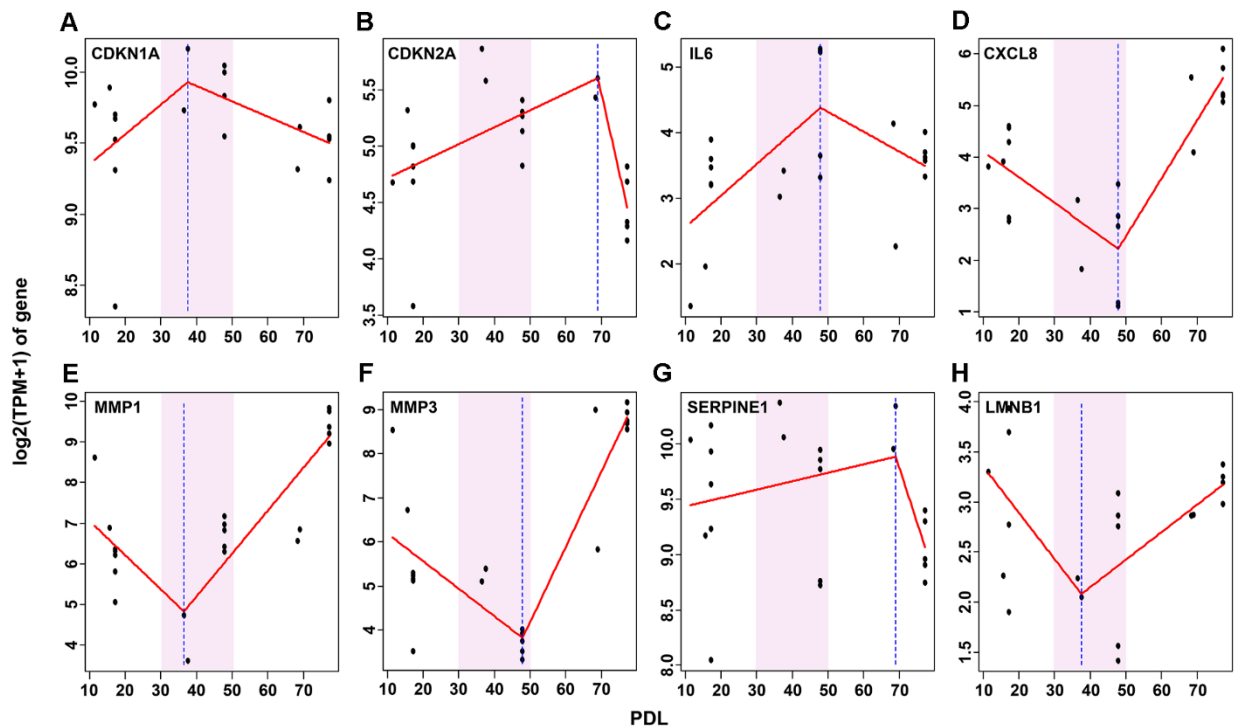 A
CDKN1A
10.0
9.5
9.0
8.5
10 20 30 40 50 60 70
B
CDKN2A
5.5
5.0
4.5
4.0
3.5
10 20 30 40 50 60 70
C
IL6
5
4
3
2
10 20 30 40 50 60 70
D
CXCL8
6
5
4
3
2
1
10 20 30 40 50 60 70
log2(TPM+1) of gene
E
MMP1
10
9
8
7
6
5
4
10 20 30 40 50 60 70
F
MMP3
9
8
7
6
5
4
10 20 30 40 50 60 70
G
SERPINE1
10.0
9.5
9.0
8.5
8.0
10 20 30 40 50 60 70
H
LMNB1
4.0
3.5
3.0
2.5
2.0
1.5
10 20 30 40 50 60 70
PDL